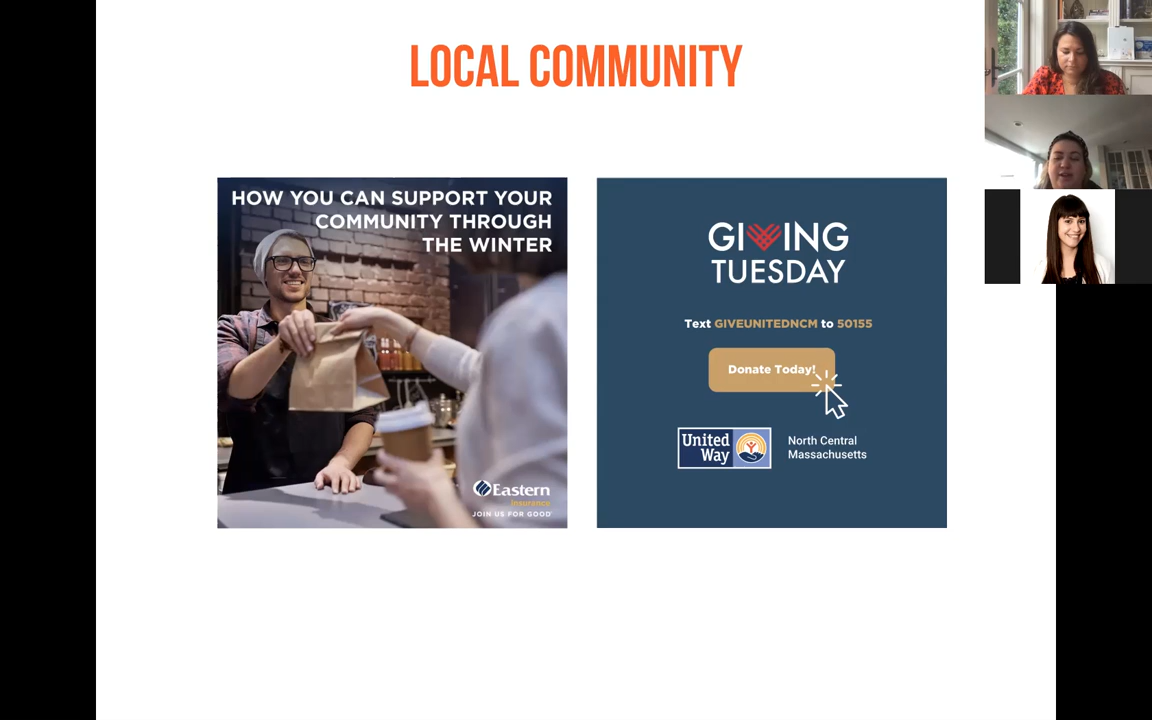 LOCAL COMMUNITY
HOW YOU CAN SUPPORT YOUR
COMMUNITY THROUGH
THE WINTER
Eastern
Insurance
JOIN US FOR GOOD
GIVING
TUESDAY
Text GIVEUNITEDNCM to 50155
Donate Today!
United
Way
North Central
Massachusetts